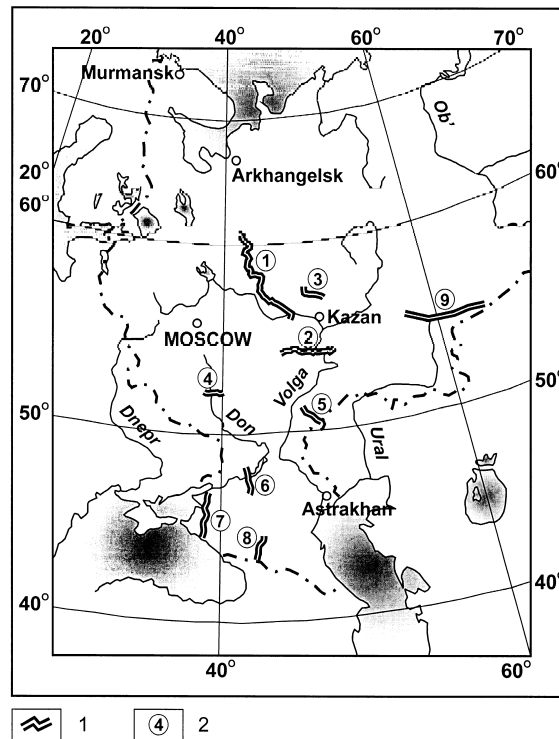 20° 40° 60° 70°
Murmansk
70°
Ob'
20°
Arkhangelsk
60°
60°
1
3
9
Kazan
MOSCOW
2
4
Volga
5
50°
50°
Dnepr
Don
Ural
6
Astrakhan
7
8
40°
40°
40° 60°
1 4 2